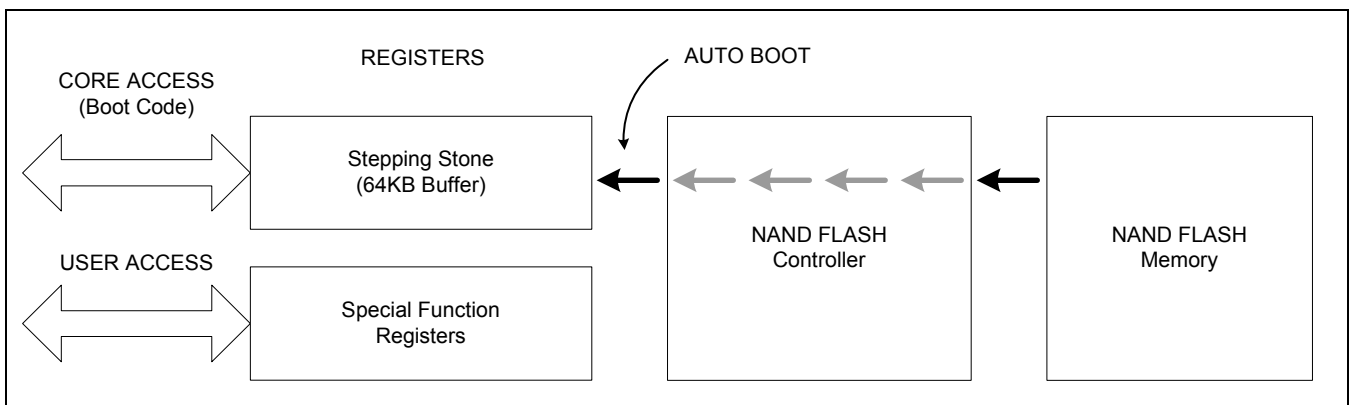 REGISTERS
AUTO BOOT
CORE ACCESS
(Boot Code)
Stepping Stone
(64KB Buffer)
NAND FLASH
Controller
NAND FLASH
Memory
USER ACCESS
Special Function
Registers